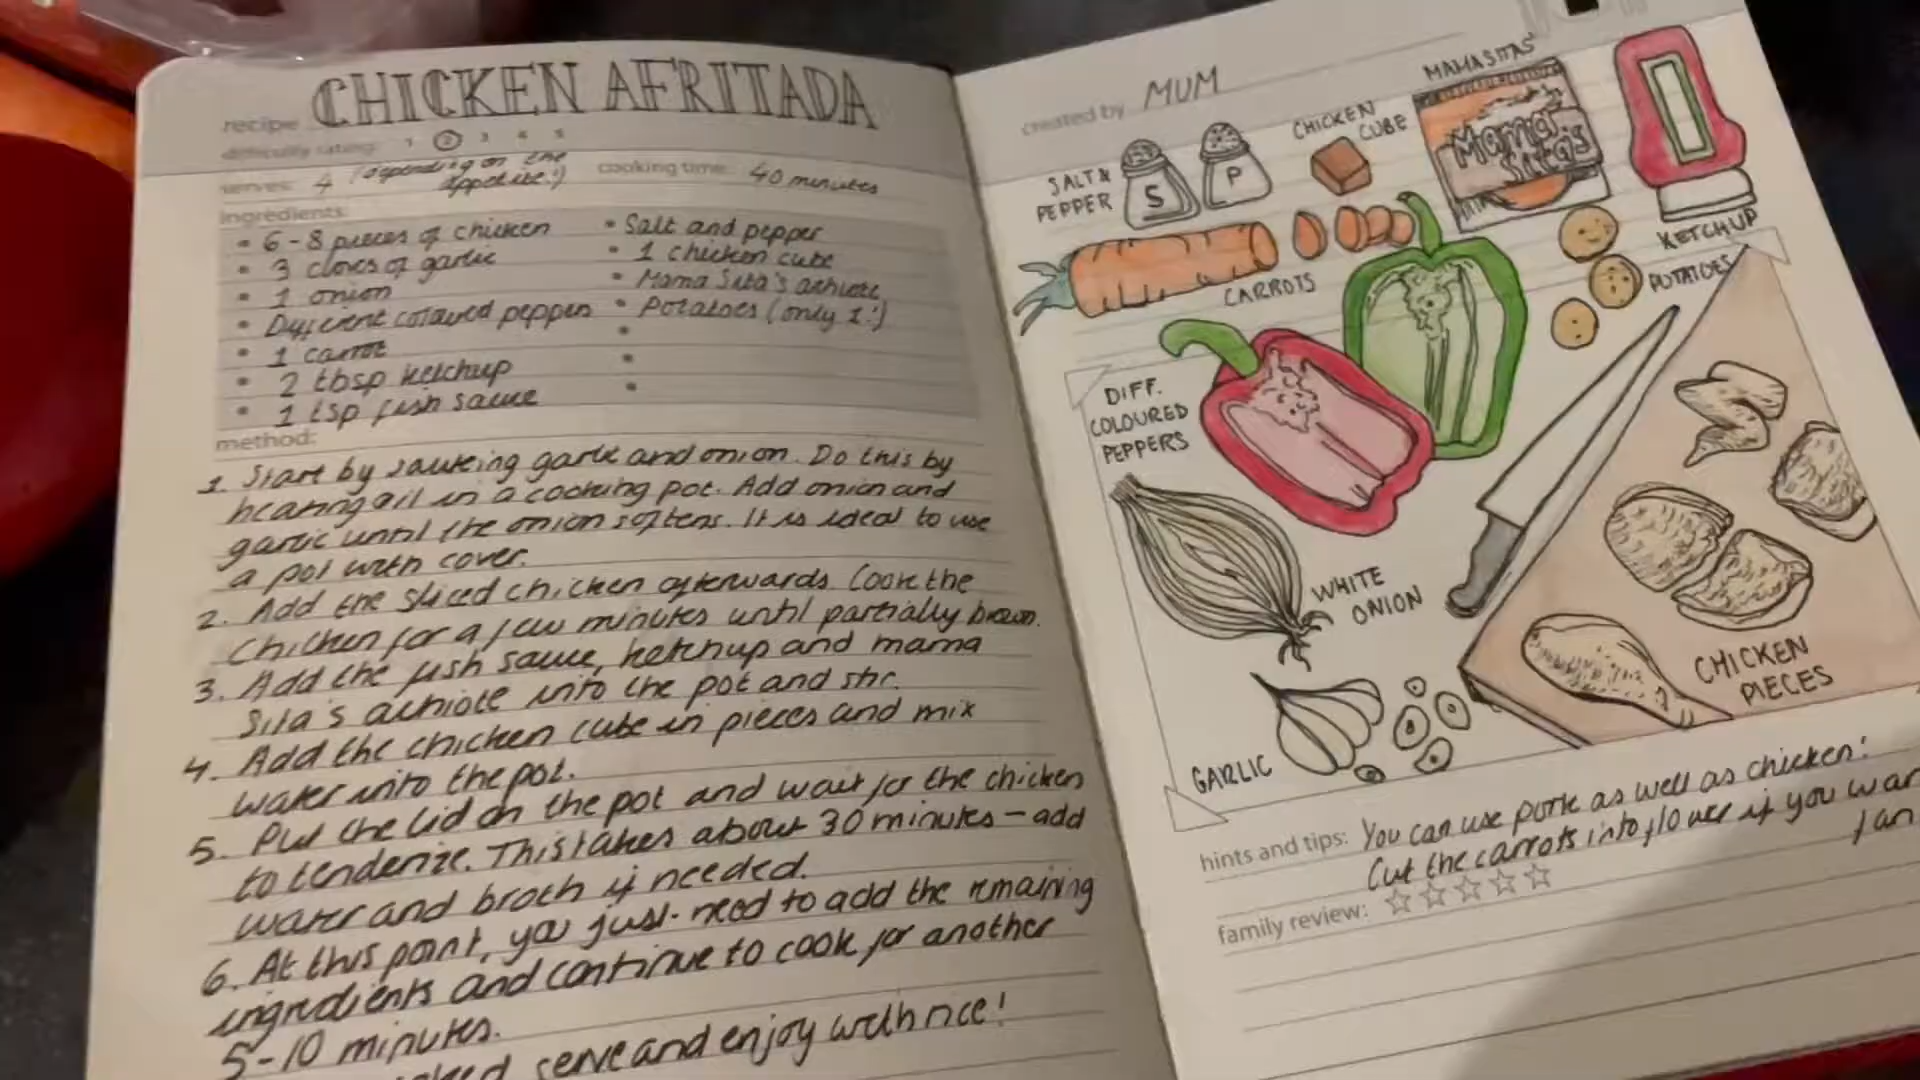 recipe CHICKEN AFRITADA
difficulty rating: 1 2 3 4 5
serves: 4 (depending on the appetite!) cooking time: 40 minutes
ingredients:
• 6-8 pieces of chicken
• 3 cloves of garlic
• 1 onion
• Different coloured peppers
• 1 carrot
• 2 tbsp ketchup
• 1 tsp fish sauce
• Salt and pepper
• 1 chicken cube
• Mama Sita's achiote
• Potatoes (only 1!)
method:
1. Start by sauteing garlic and onion. Do this by
heating oil in a cooking pot. Add onion and
garlic until the onion softens. It is ideal to use
a pot with cover.
2. Add the sliced chicken afterwards. Cook the
chicken for a few minutes until partially brown.
3. Add the fish sauce, ketchup and mama
sita's achiote into the pot and stir.
4. Add the chicken cube in pieces and mix
water into the pot.
5. Put the lid on the pot and wait for the chicken
to tenderize. This takes about 30 minutes - add
water and broth if needed.
6. At this point, you just need to add the remaining
ingredients and continue to cook for another
5-10 minutes.
serve and enjoy with rice!
created by MUM
SALT & PEPPER
S
P
CHICKEN CUBE
MAMASITAS'
Mama Sita's
KETCHUP
CARROTS
POTATOES
DIFF.
COLOURED
PEPPERS
WHITE
ONION
GARLIC
CHICKEN
PIECES
hints and tips: You can use pork as well as chicken!
Cut the carrots into flower if you
family review: